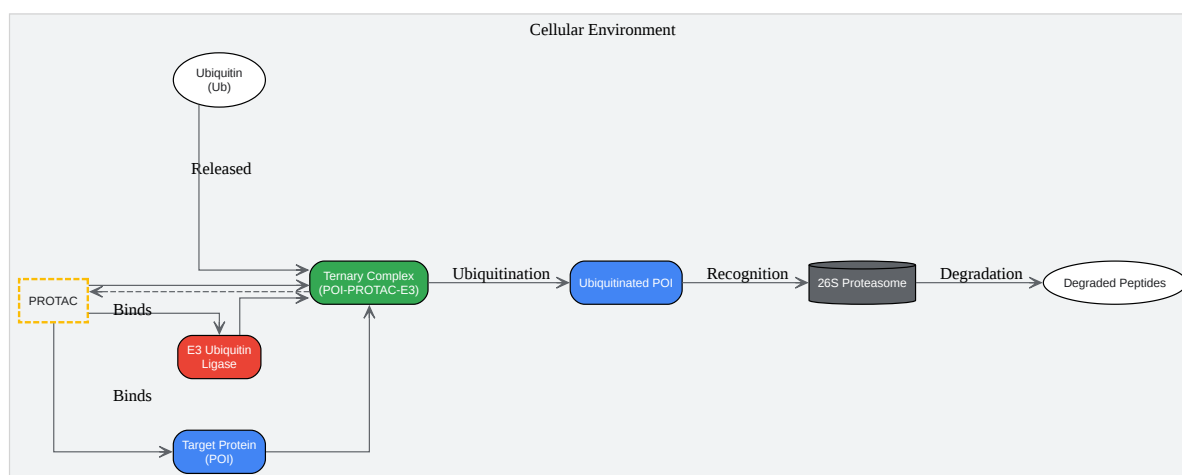 Cellular Environment
Ubiquitin
(Ub)
Released
PROTAC
Binds
Ternary Complex
(POI-PROTAC-E3)
Ubiquitination
Ubiquitinated POI
Recognition
26S Proteasome
Degradation
Degraded Peptides
E3 Ubiquitin
Ligase
Binds
Target Protein
(POI)